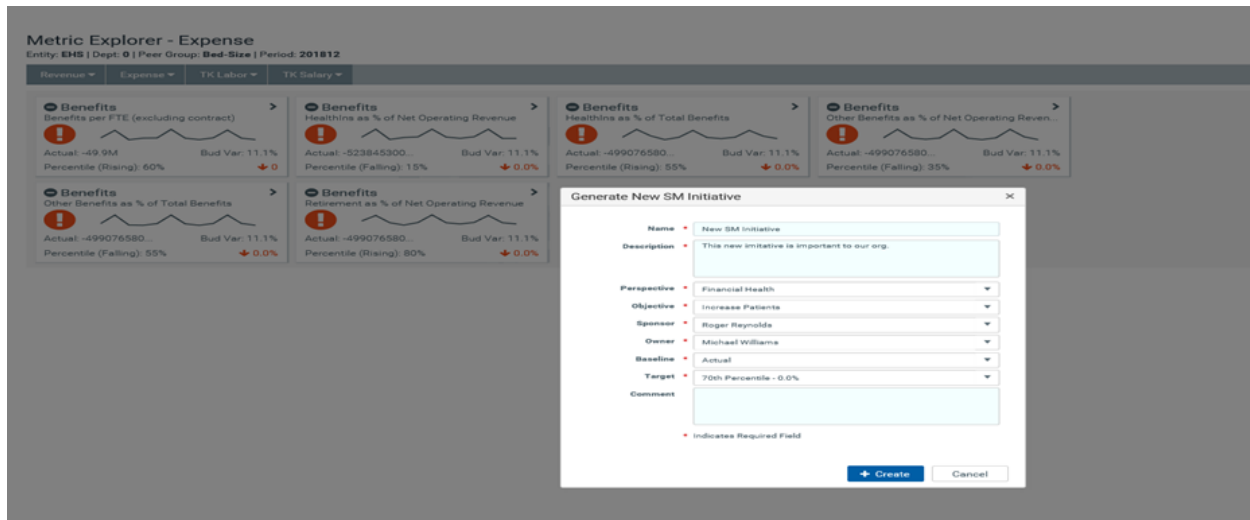 Metric Explorer - Expense
Entity: EHS | Dept: 0 | Peer Group: Bed-Size | Period: 201812
Revenue Expense TK Labor TK Salary
Benefits
Benefits per FTE (excluding contract)
Actual: -49.9M Bud Var: 11.1%
Percentile (Rising): 60% 0
Benefits
HealthIns as % of Net Operating Revenue
Actual: -523845300... Bud Var: 11.1%
Percentile (Falling): 15% 0.0%
Benefits
HealthIns as % of Total Benefits
Actual: -499076580... Bud Var: 11.1%
Percentile (Rising): 55% 0.0%
Benefits
Other Benefits as % of Net Operating Reven...
Actual: -499076580... Bud Var: 11.1%
Percentile (Falling): 35% 0.0%
Benefits
Other Benefits as % of Total Benefits
Actual: -499076580... Bud Var: 11.1%
Percentile (Falling): 55% 0.0%
Benefits
Retirement as % of Net Operating Revenue
Actual: -499076580... Bud Var: 11.1%
Percentile (Rising): 80% 0.0%
Generate New SM Initiative ×
Name * New SM Initiative
Description * This new imitative is important to our org.
Perspective * Financial Health
Objective * Increase Patients
Sponsor * Roger Reynolds
Owner * Michael Williams
Baseline * Actual
Target * 70th Percentile - 0.0%
Comment
* Indicates Required Field
+ Create Cancel